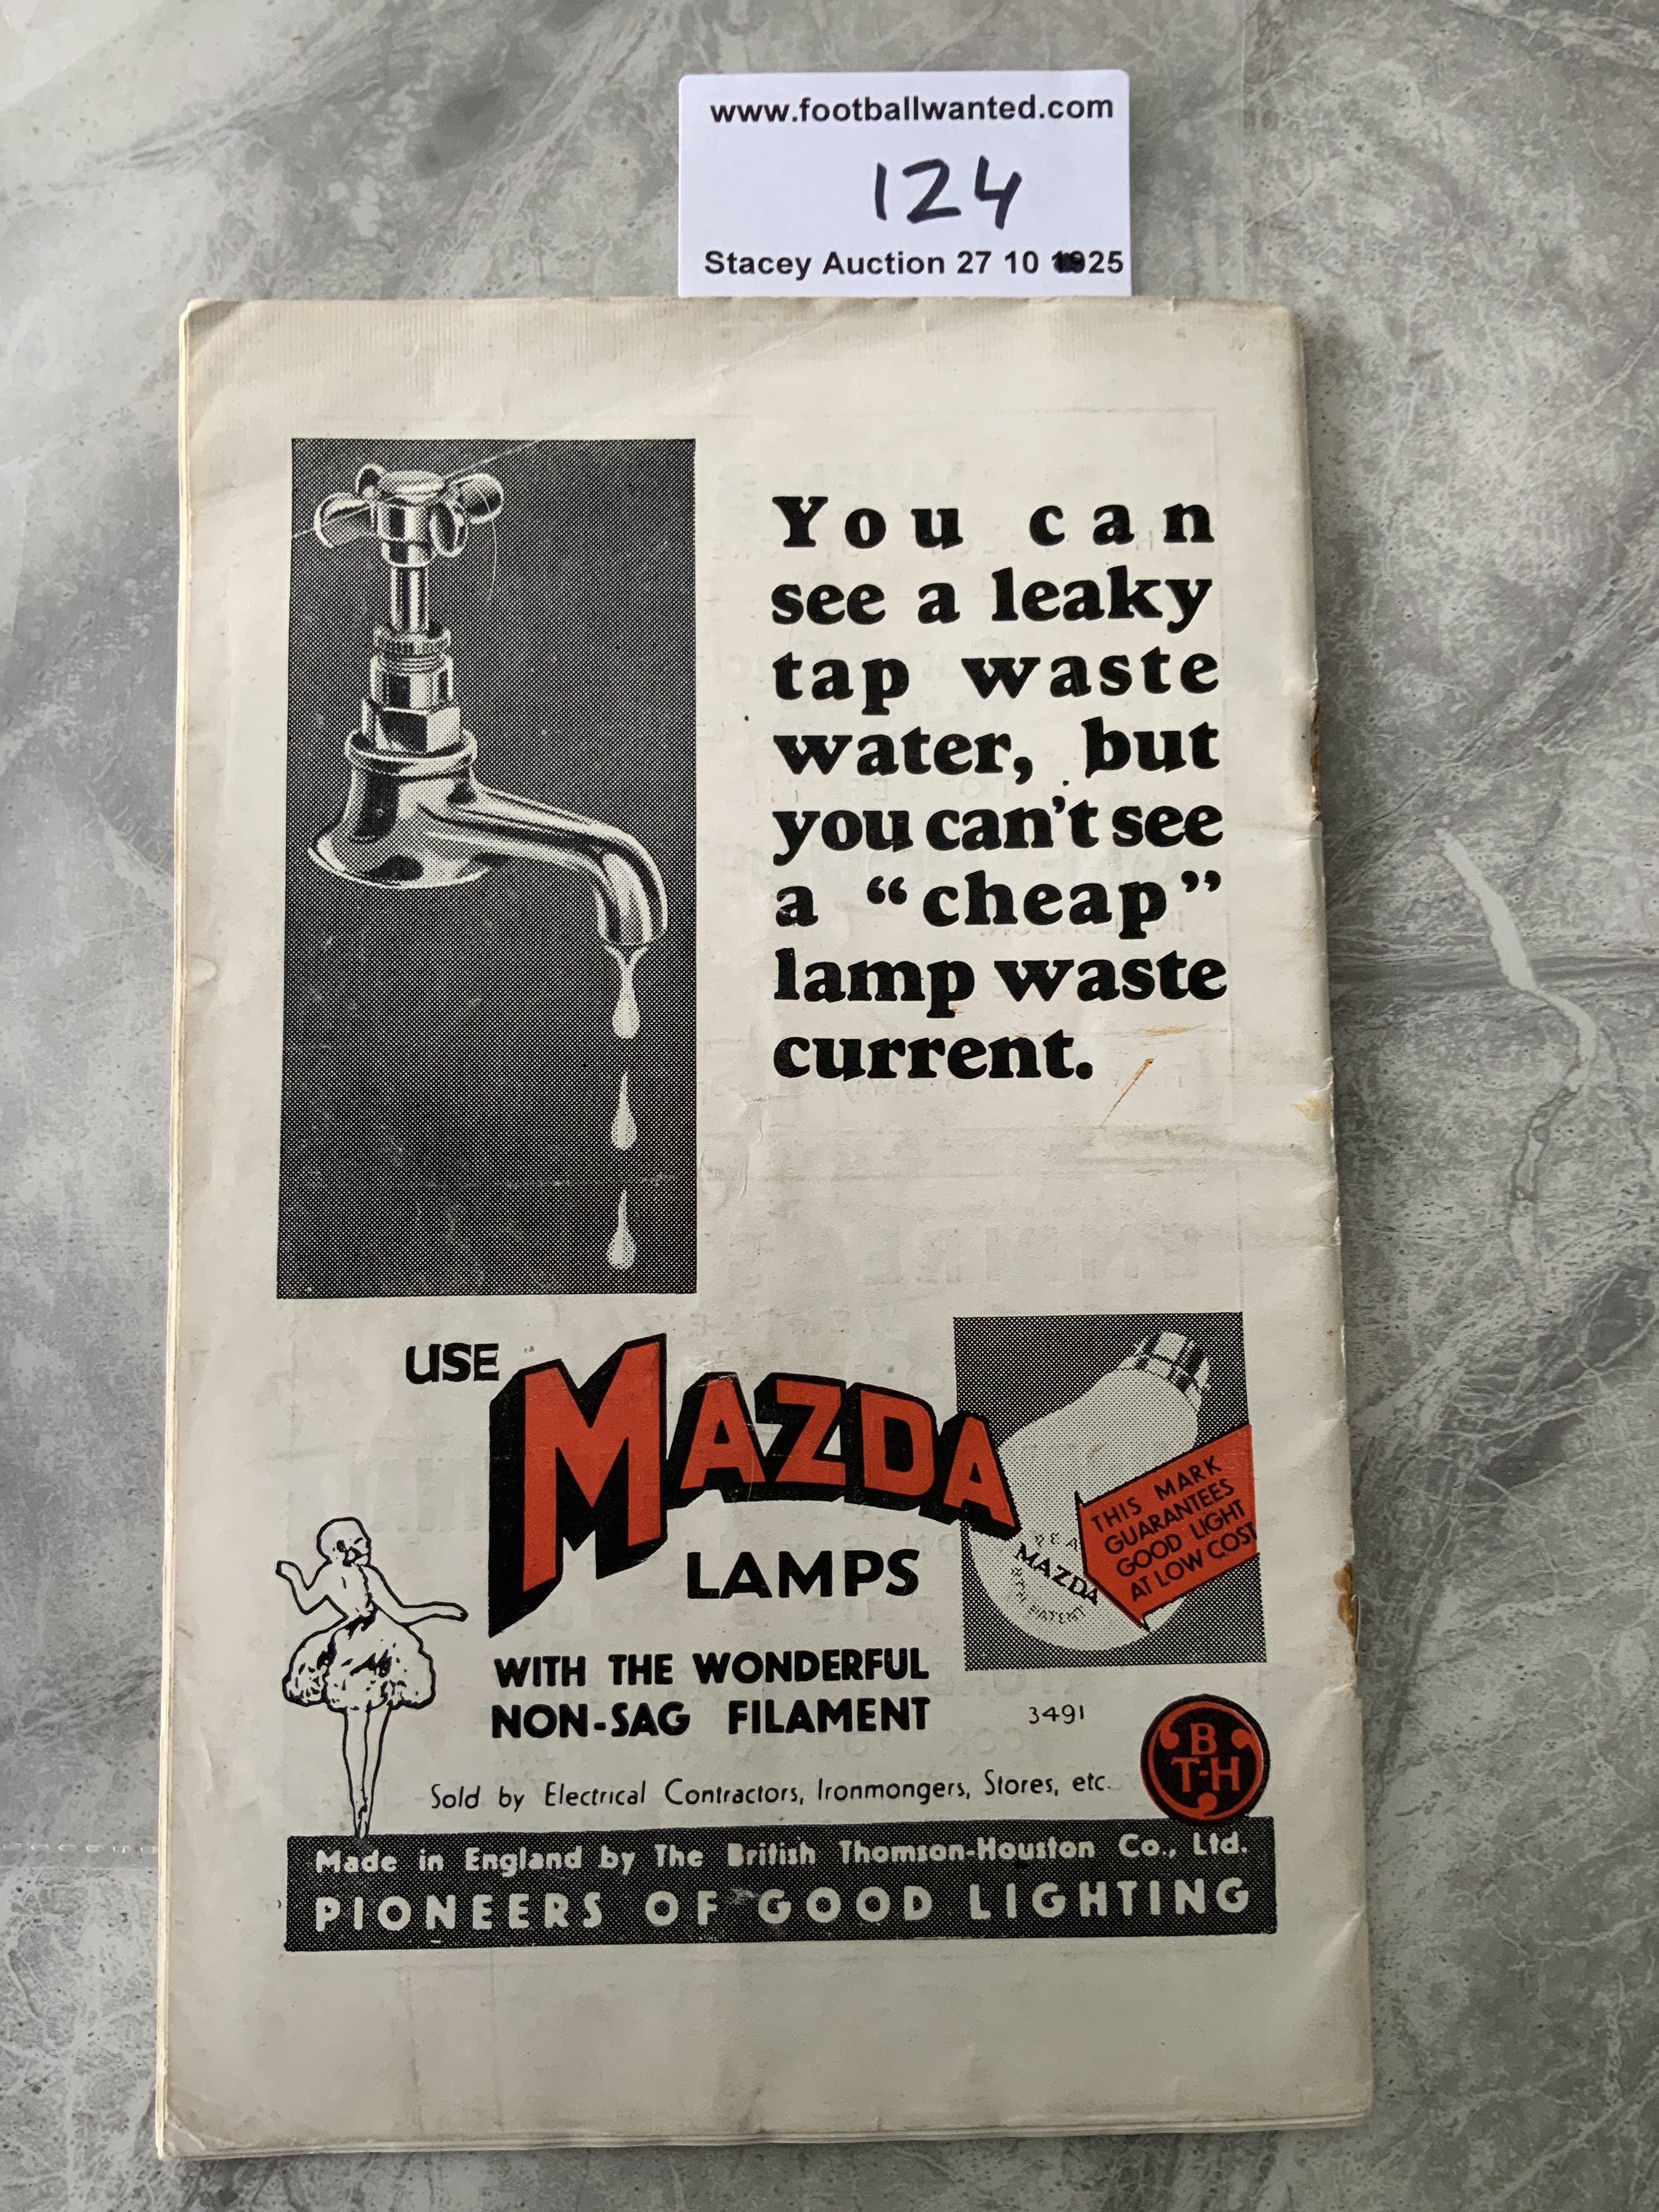 www.footballwanted.com
124
Stacey Auction 27 10 1925
You can
see a leaky
tap waste
water, but
you can't see
a “cheap”
lamp waste
current.
USE MAZDA
LAMPS
WITH THE WONDERFUL
NON-SAG FILAMENT
THIS MARK
GUARANTEES
GOOD LIGHT
AT LOW COST
MAZDA
PATENT
3491
B
T-H
Sold by Electrical Contractors, Ironmongers, Stores, etc.
Made in England by The British Thomson-Houston Co., Ltd.
PIONEERS OF GOOD LIGHTING